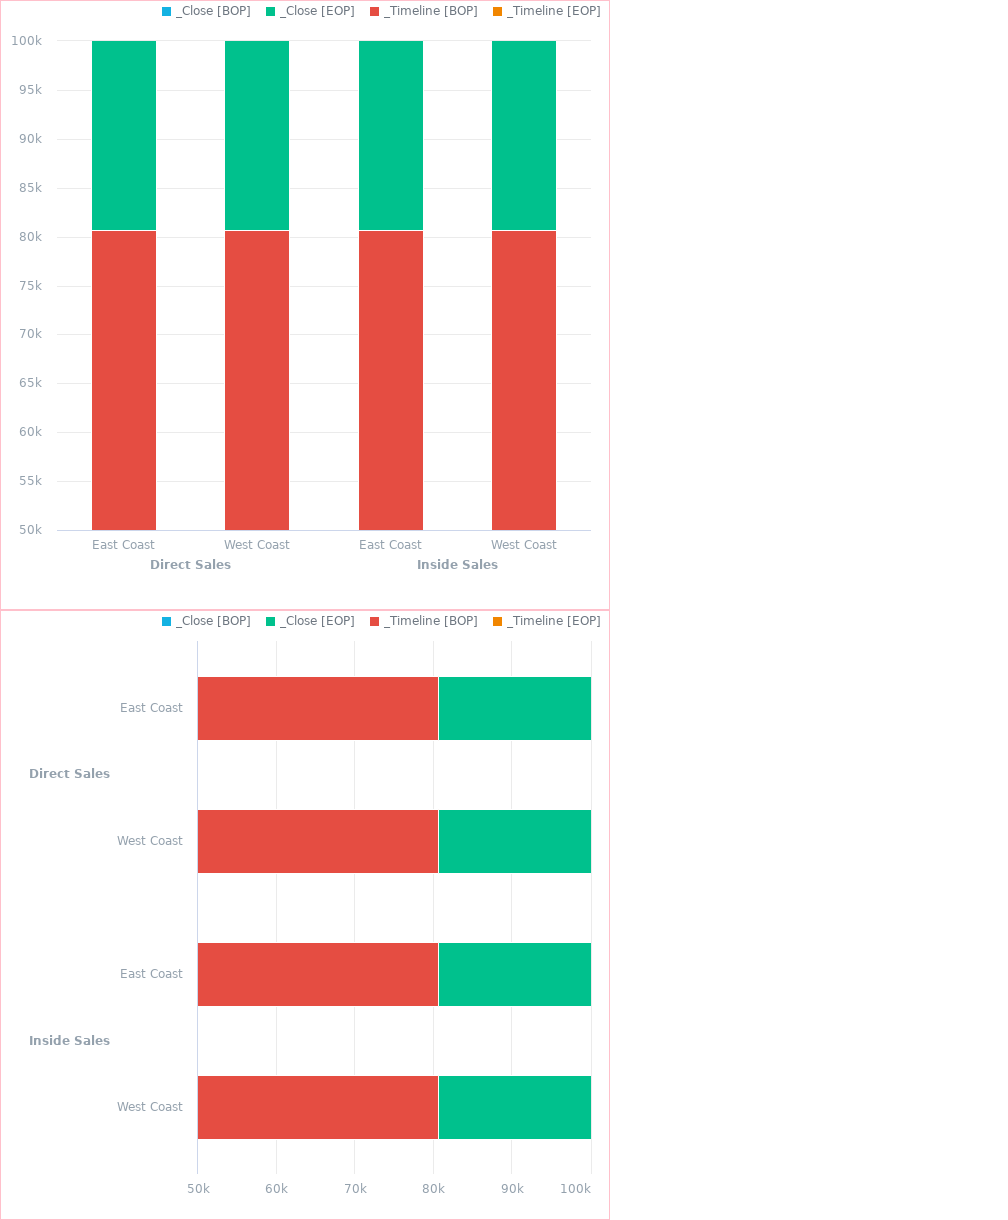 _Close [BOP] _Close [EOP] _Timeline [BOP] _Timeline [EOP]
100k
95k
90k
85k
80k
75k
70k
65k
60k
55k
50k
East Coast West Coast East Coast West Coast
Direct Sales Inside Sales
_Close [BOP] _Close [EOP] _Timeline [BOP] _Timeline [EOP]
East Coast
Direct Sales
West Coast
East Coast
Inside Sales
West Coast
50k 60k 70k 80k 90k 100k